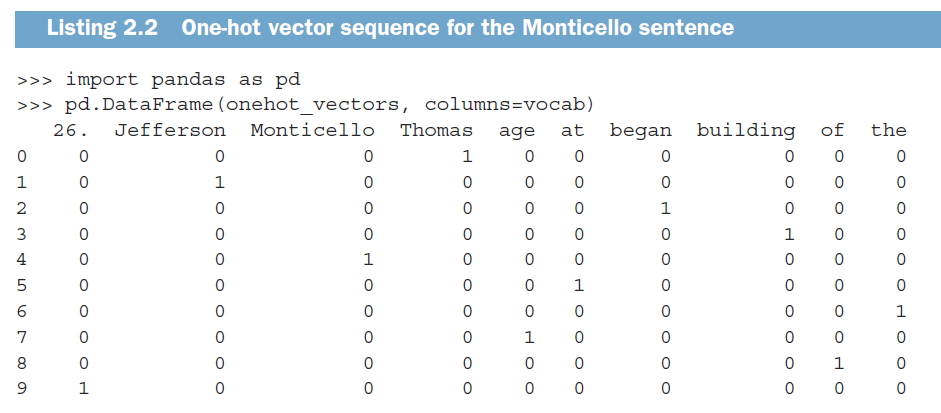 Listing 2.2 One-hot vector sequence for the Monticello sentence
>>> import pandas as pd
>>> pd.DataFrame(onehot_vectors, columns=vocab)
26. Jefferson Monticello Thomas age at began building of the
0 0 0 0 1 0 0 0 0 0 0
1 0 1 0 0 0 0 0 0 0 0
2 0 0 0 0 0 0 1 0 0 0
3 0 0 0 0 0 0 0 1 0 0
4 0 0 1 0 0 0 0 0 0 0
5 0 0 0 0 0 1 0 0 0 0
6 0 0 0 0 0 0 0 0 0 1
7 0 0 0 0 1 0 0 0 0 0
8 0 0 0 0 0 0 0 0 1 0
9 1 0 0 0 0 0 0 0 0 0